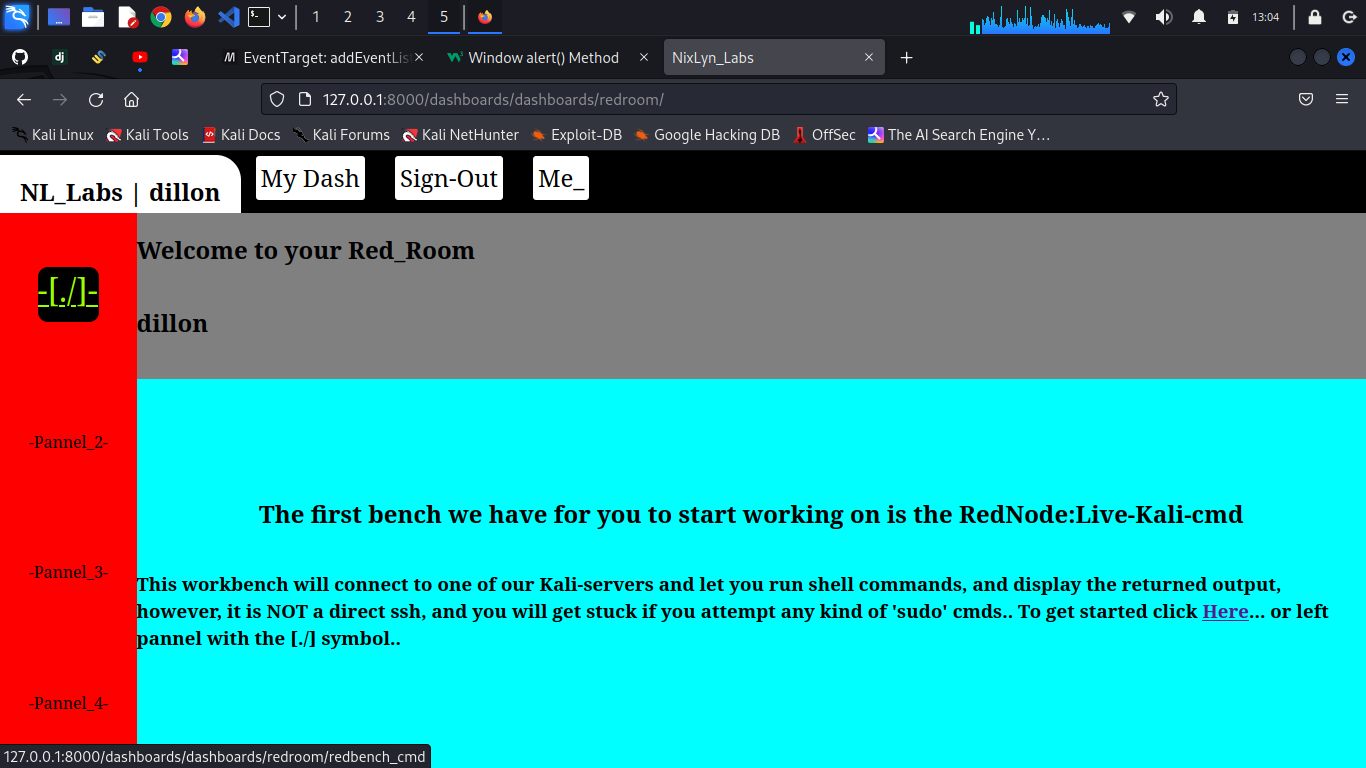 1 2 3 4 5 13:04
EventTarget: addEventList Window alert() Method NixLyn_Labs
127.0.0.1:8000/dashboards/dashboards/redroom/
Kali Linux Kali Tools Kali Docs Kali Forums Kali NetHunter Exploit-DB Google Hacking DB OffSec The AI Search Engine Y…
NL_Labs | dillon My Dash Sign-Out Me_
Welcome to your Red_Room
-[./]-
dillon
-Pannel_2-
The first bench we have for you to start working on is the RedNode:Live-Kali-cmd
-Pannel_3-
This workbench will connect to one of our Kali-servers and let you run shell commands, and display the returned output,
however, it is NOT a direct ssh, and you will get stuck if you attempt any kind of 'sudo' cmds.. To get started click Here... or left
pannel with the [./] symbol..
-Pannel_4-
127.0.0.1:8000/dashboards/dashboards/redroom/redbench_cmd